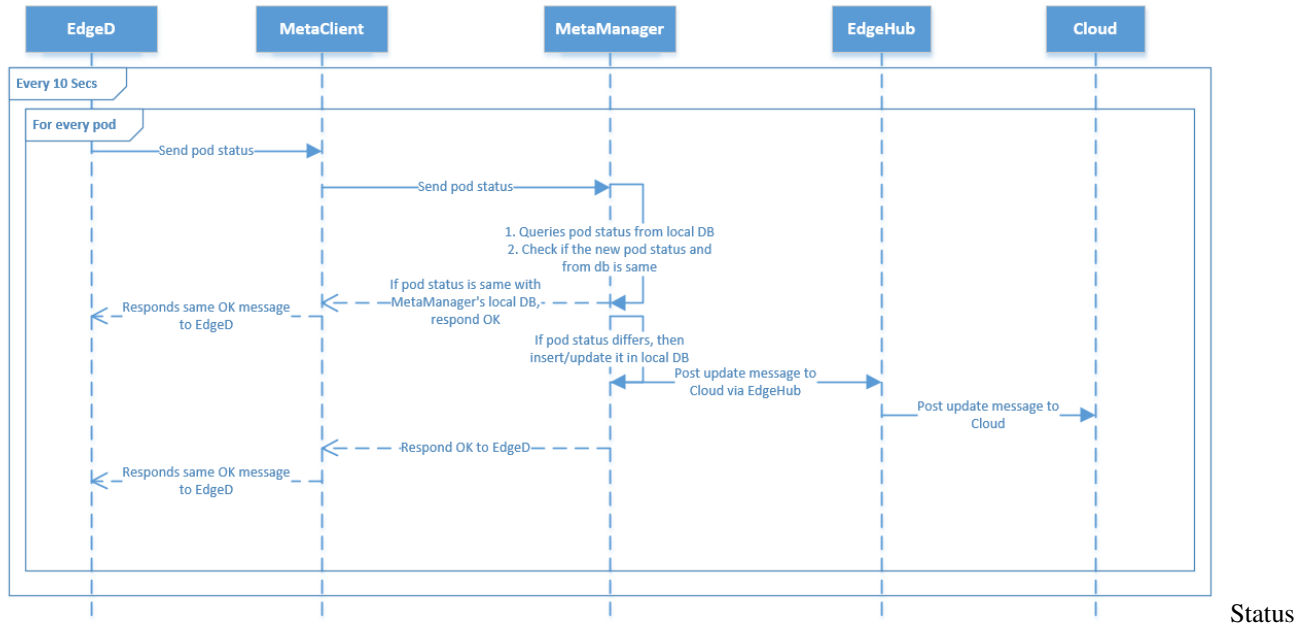 EdgeD
MetaClient
MetaManager
EdgeHub
Cloud
Every 10 Secs
For every pod
Send pod status
Send pod status
1. Queries pod status from local DB
2. Check if the new pod status and
from db is same
If pod status is same with
MetaManager's local DB,
respond OK
Responds same OK message
to EdgeD
If pod status differs, then
insert/update it in local DB
Post update message to
Cloud via EdgeHub
Post update message to
Cloud
Respond OK to EdgeD
Responds same OK message
to EdgeD
Status